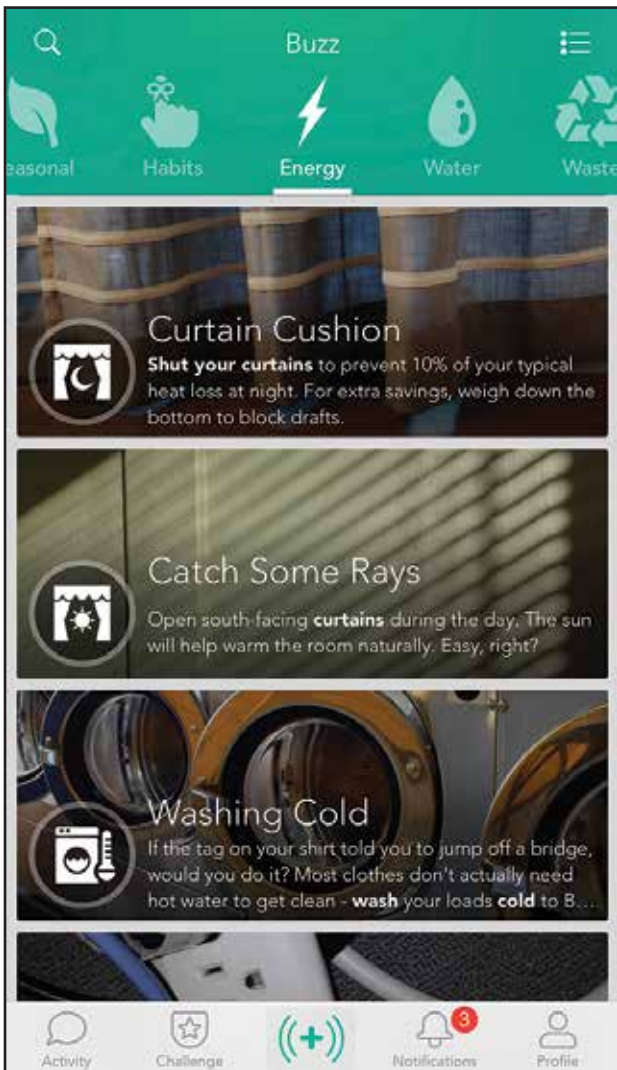 Buzz
easonal Habits Energy Water Waste
Curtain Cushion
Shut your curtains to prevent 10% of your typical
heat loss at night. For extra savings, weigh down the
bottom to block drafts.
Catch Some Rays
Open south-facing curtains during the day. The sun
will help warm the room naturally. Easy, right?
Washing Cold
If the tag on your shirt told you to jump off a bridge,
would you do it? Most clothes don't actually need
hot water to get clean - wash your loads cold to B...
3
Activity Challenge Notifications Profile